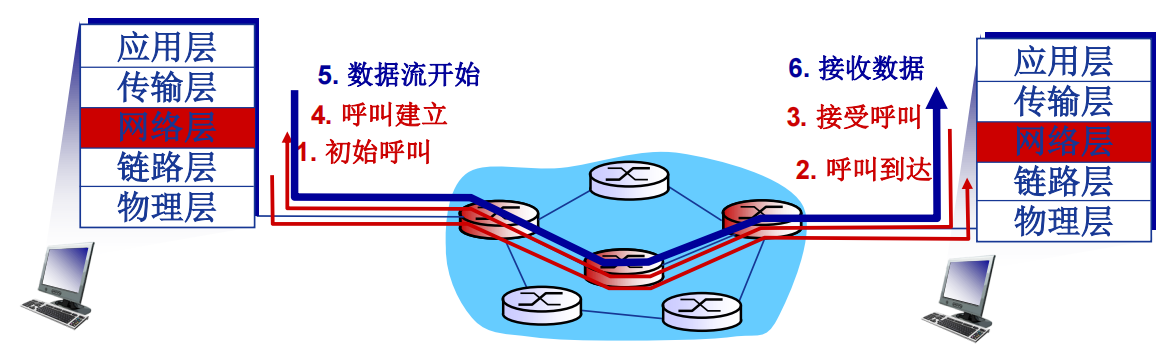 应用层
传输层
网络层
链路层
物理层
5. 数据流开始
4. 呼叫建立
1. 初始呼叫
6. 接收数据
3. 接受呼叫
2. 呼叫到达
应用层
传输层
网络层
链路层
物理层